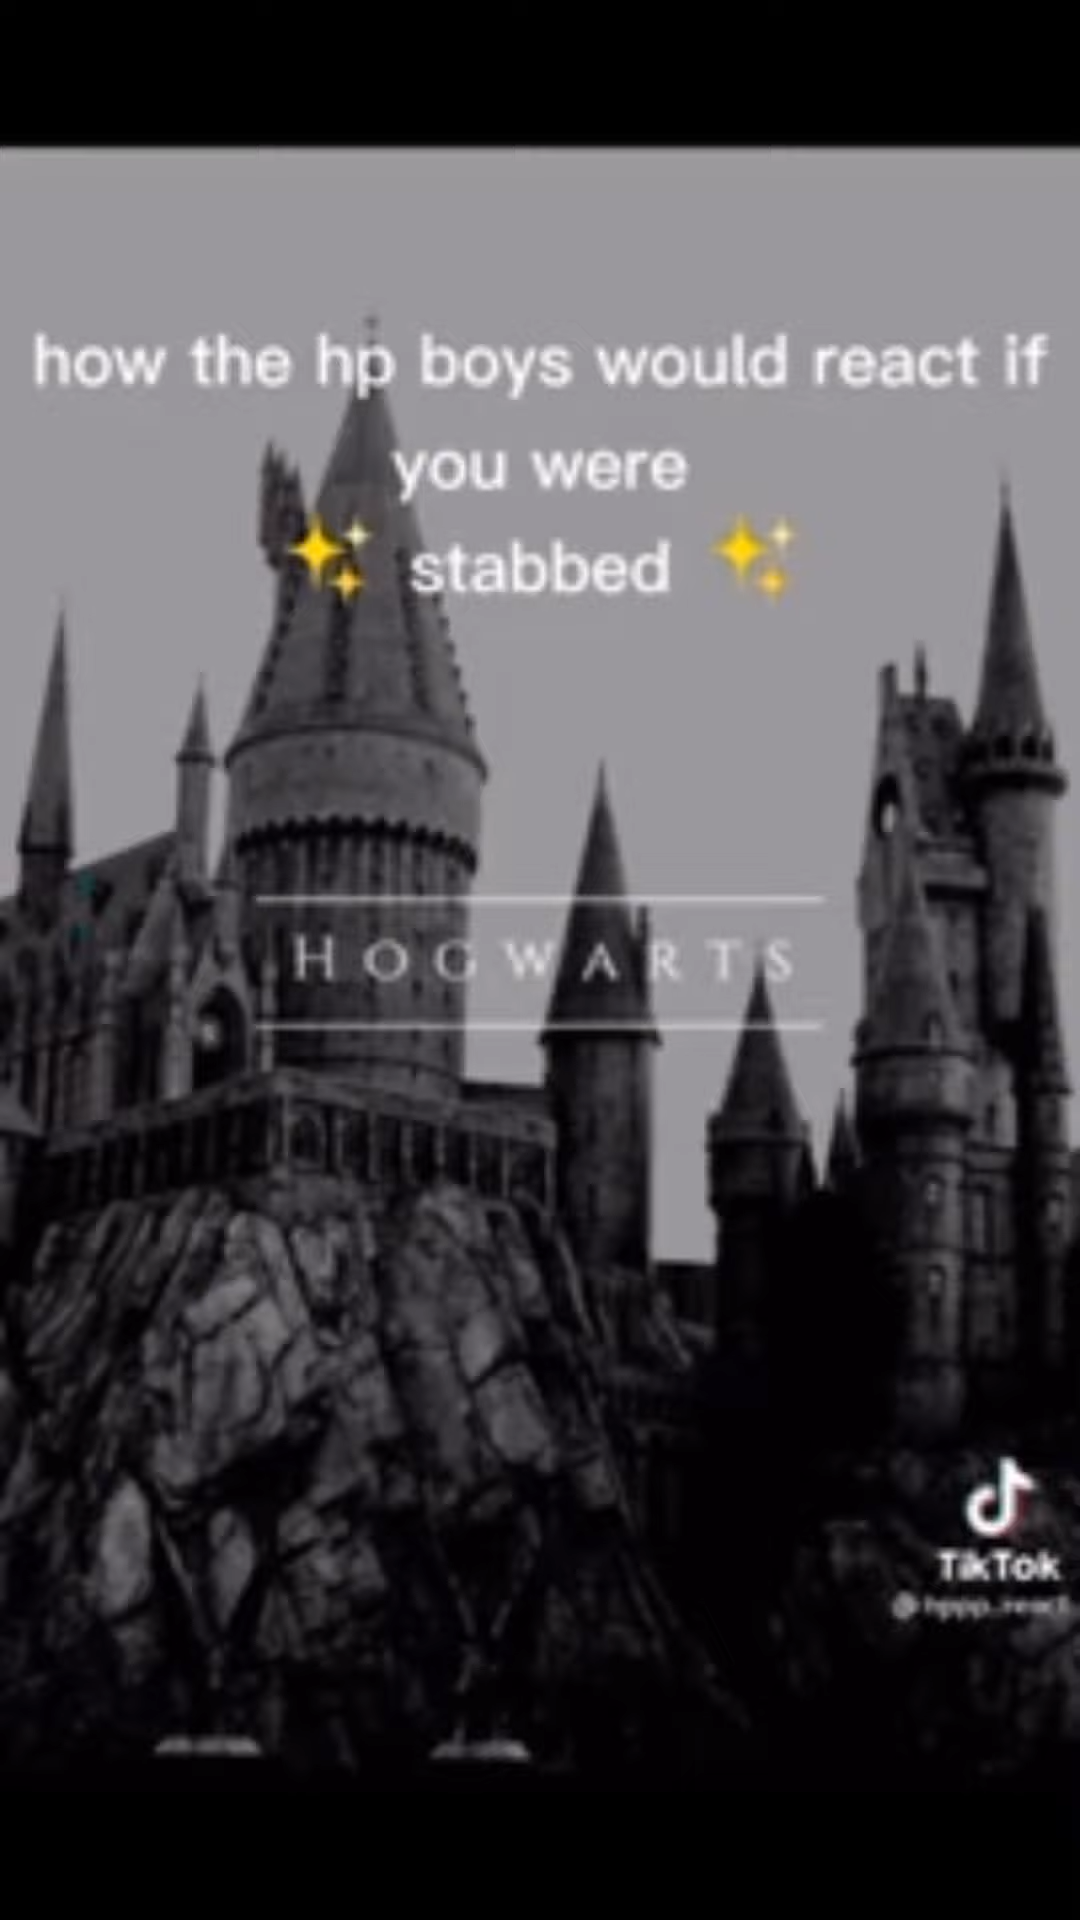 how the hp boys would react if
you were
✨ stabbed ✨
HOGWARTS
TikTok